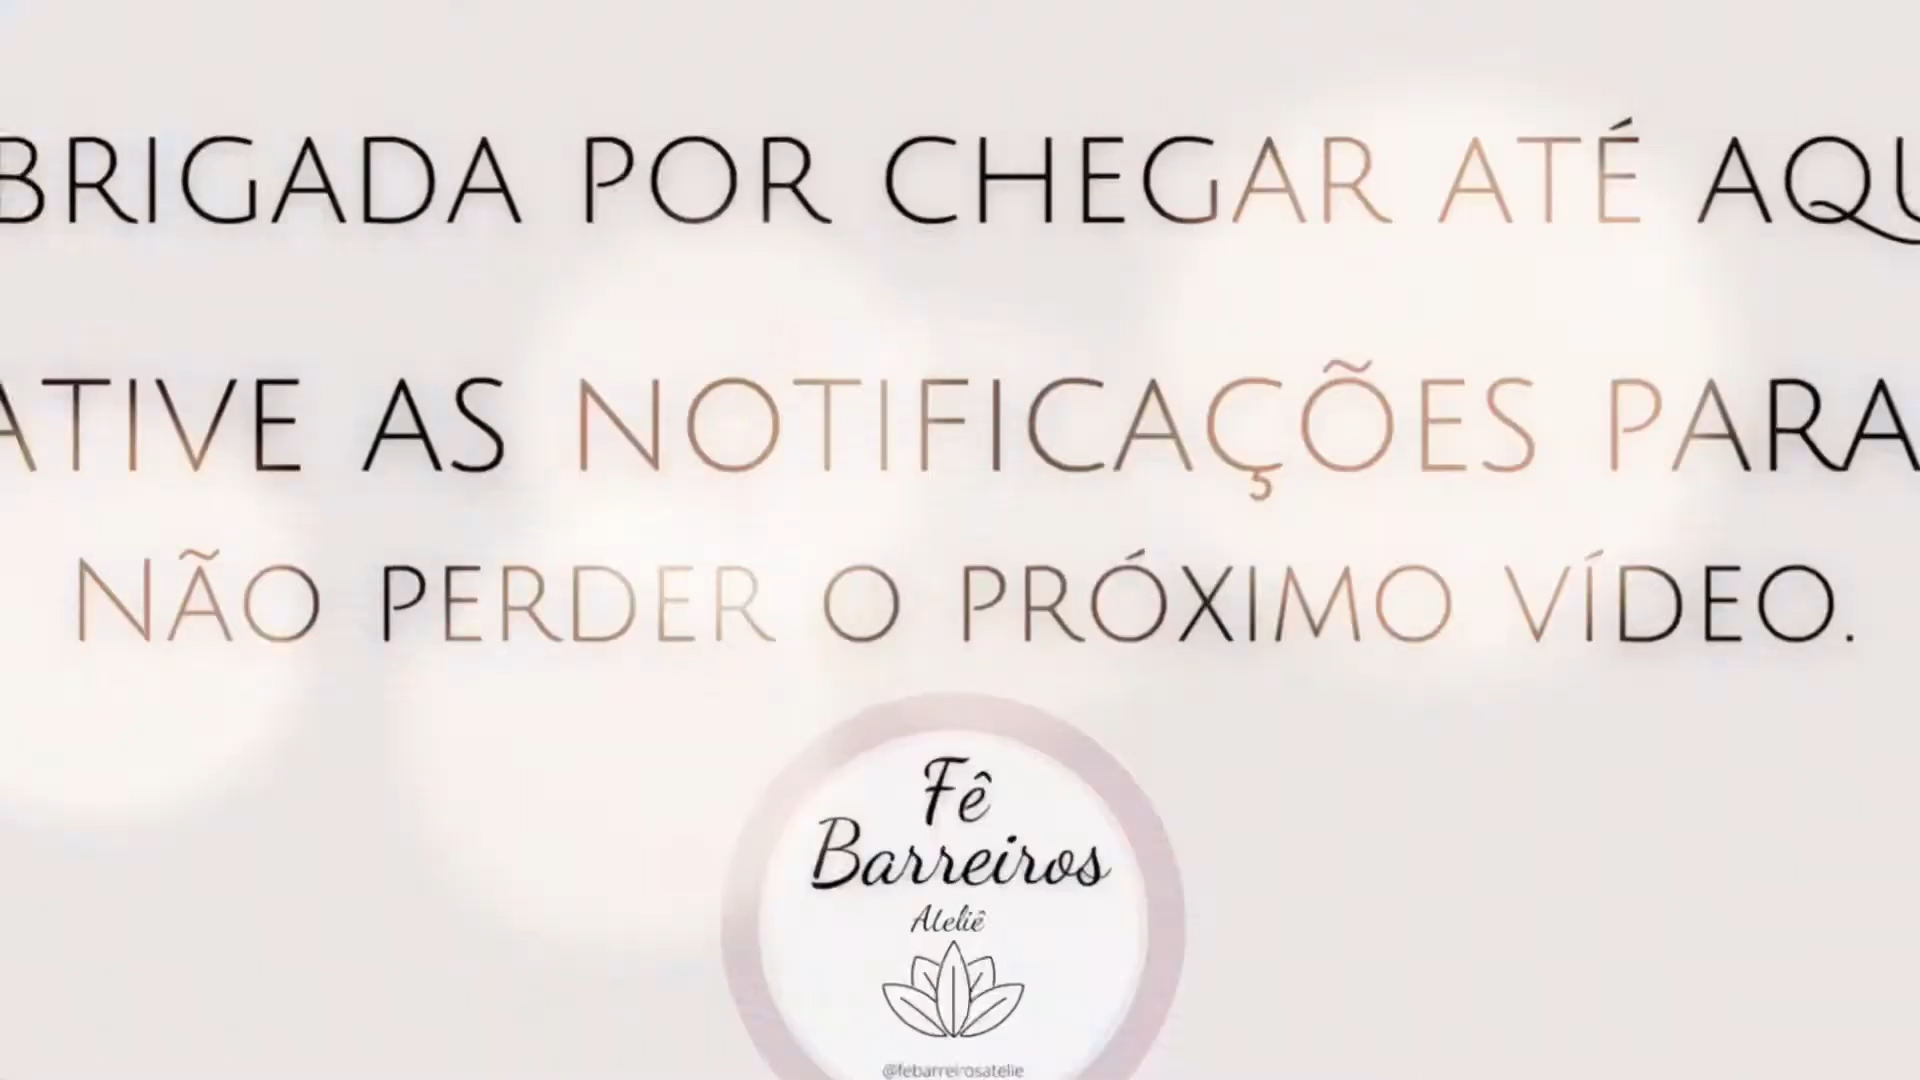 BRIGADA POR CHEGAR ATÉ AQU
ATIVE AS NOTIFICAÇÕES PARA
NÃO PERDER O PRÓXIMO VÍDEO.
Fê
Barreiros
Ateliê
@febarreirosatelie